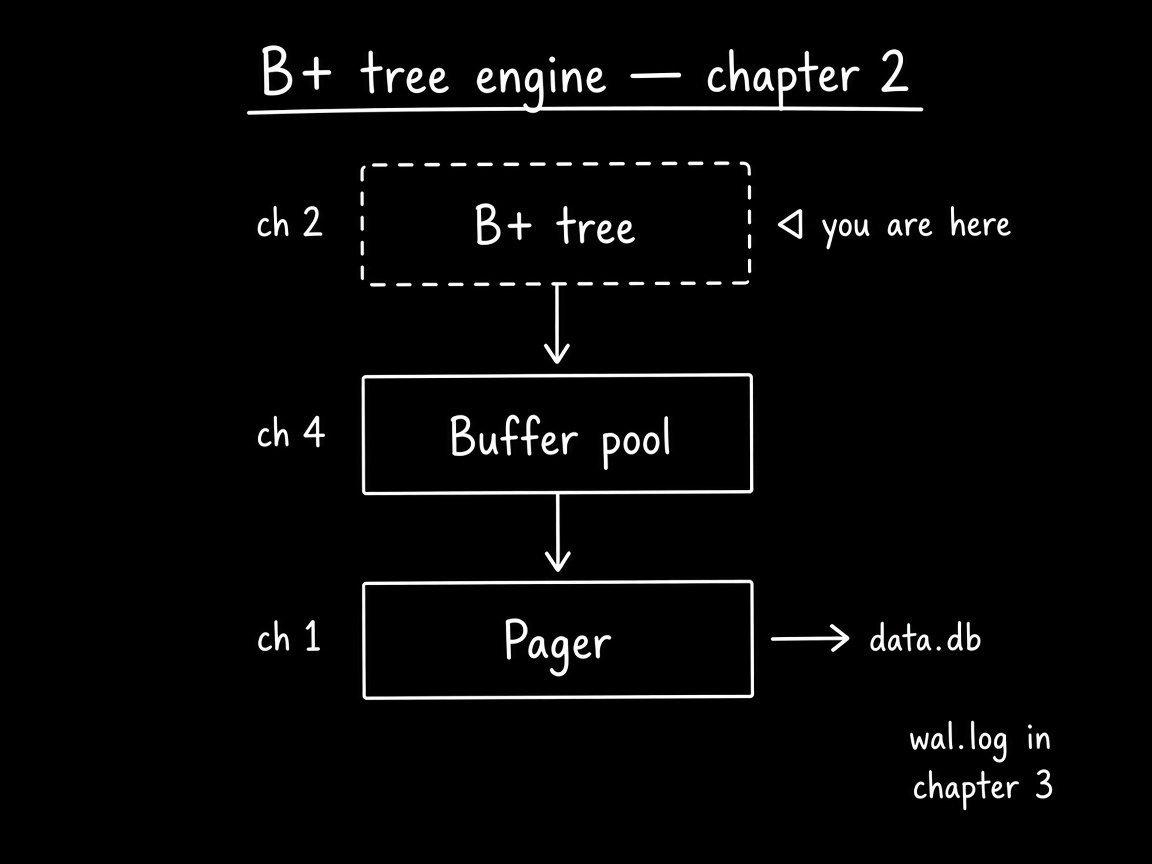 B+ tree engine — chapter 2
ch 2
B+ tree
you are here
ch 4
Buffer pool
ch 1
Pager
data.db
wal.log in
chapter 3